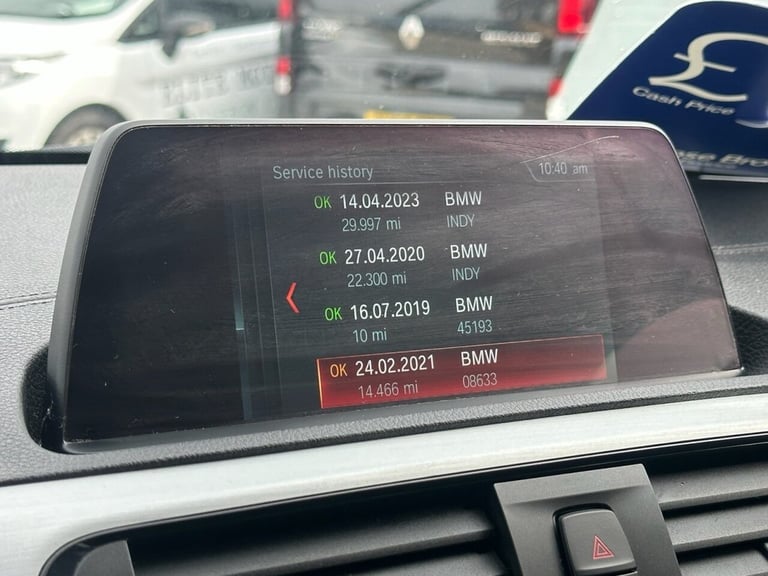 £
Cash Price
Service history
10:40 am
OK 14.04.2023 BMW
29.997 mi INDY
OK 27.04.2020 BMW
22.300 mi INDY
OK 16.07.2019 BMW
10 mi 45193
OK 24.02.2021 BMW
14.466 mi 08633